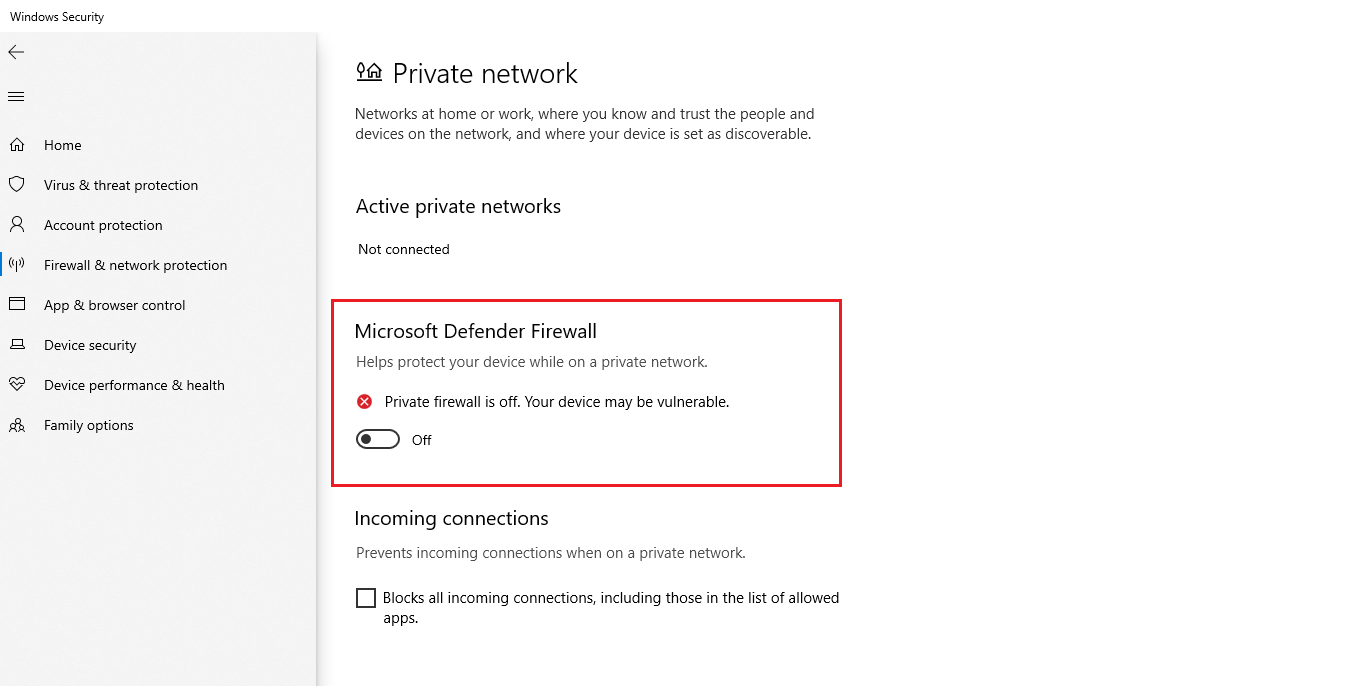 Windows Security
Home
Virus & threat protection
Account protection
Firewall & network protection
App & browser control
Device security
Device performance & health
Family options
Private network
Networks at home or work, where you know and trust the people and
devices on the network, and where your device is set as discoverable.
Active private networks
Not connected
Microsoft Defender Firewall
Helps protect your device while on a private network.
Private firewall is off. Your device may be vulnerable.
Off
Incoming connections
Prevents incoming connections when on a private network.
Blocks all incoming connections, including those in the list of allowed
apps.